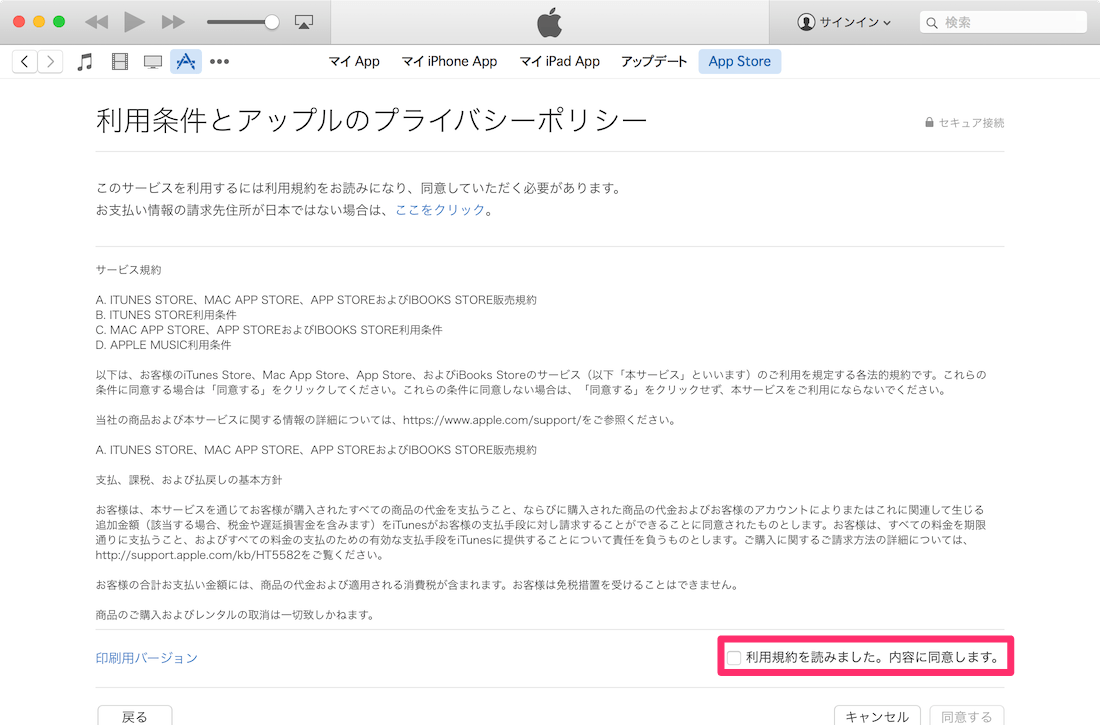 サインイン
検索
マイ App
マイ iPhone App
マイ iPad App
アップデート
App Store
利用条件とアップルのプライバシーポリシー
セキュア接続
このサービスを利用するには利用規約をお読みになり、同意していただく必要があります。
お支払い情報の請求先住所が日本ではない場合は、ここをクリック。
サービス規約
A. ITUNES STORE、MAC APP STORE、APP STOREおよびIBOOKS STORE販売規約
B. ITUNES STORE利用条件
C. MAC APP STORE、APP STOREおよびIBOOKS STORE利用条件
D. APPLE MUSIC利用条件
以下は、お客様のiTunes Store、Mac App Store、App Store、およびiBooks Storeのサービス（以下「本サービス」といいます）のご利用を規定する各法的規約です。これらの
条件に同意する場合は「同意する」をクリックしてください。これらの条件に同意しない場合は、「同意する」をクリックせず、本サービスをご利用にならないでください。
当社の商品および本サービスに関する情報の詳細については、https://www.apple.com/support/をご参照ください。
A. ITUNES STORE、MAC APP STORE、APP STOREおよびIBOOKS STORE販売規約
支払、課税、および払戻しの基本方針
お客様は、本サービスを通じてお客様が購入されたすべての商品の代金を支払うこと、ならびに購入された商品の代金およびお客様のアカウントによりまたはこれに関連して生じる
追加金額（該当する場合、税金や遅延損害金を含みます）をiTunesがお客様の支払手段に対し請求することができることに同意されたものとします。お客様は、すべての料金を期限
通りに支払うこと、およびすべての料金の支払のための有効な支払手段をiTunesに提供することについて責任を負うものとします。ご購入に関するご請求方法の詳細については、
http://support.apple.com/kb/HT5582をご覧ください。
お客様の合計お支払い金額には、商品の代金および適用される消費税が含まれます。お客様は免税措置を受けることはできません。
商品のご購入およびレンタルの取消は一切致しかねます。
印刷用バージョン
利用規約を読みました。内容に同意します。
戻る
キャンセル
同意する